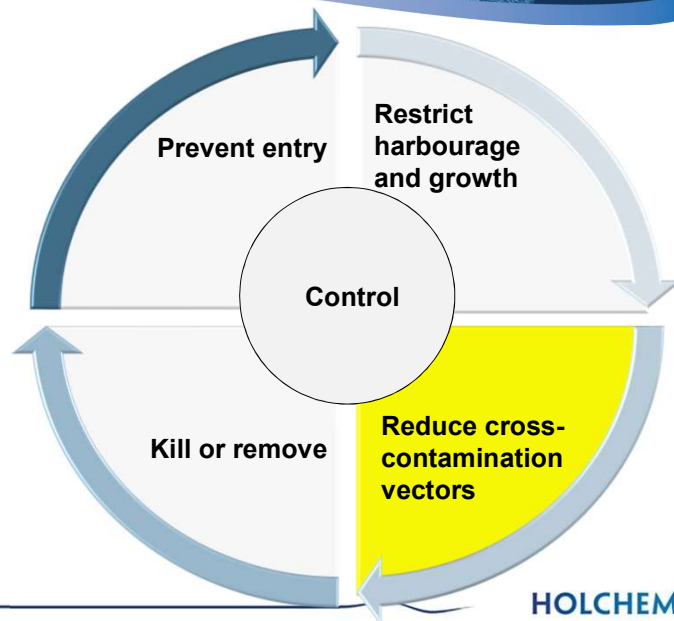 Prevent entry
Restrict
harbourage
and growth
Control
Kill or remove
Reduce cross-
contamination
vectors
HOLCHEM